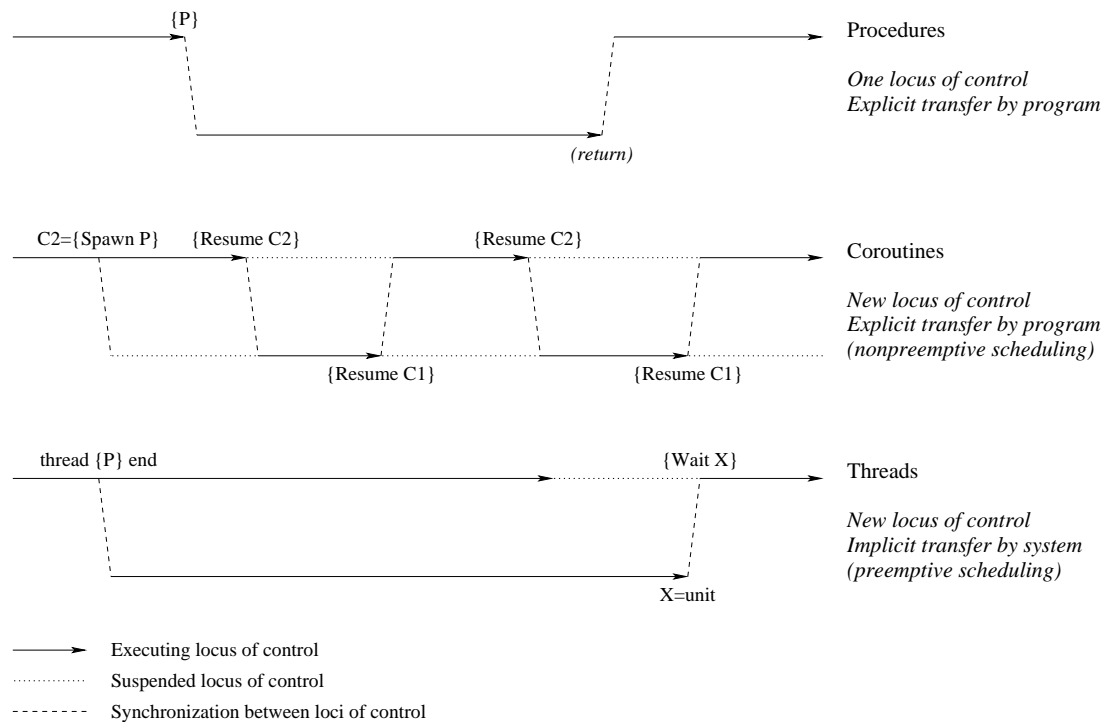 {P}
Procedures
One locus of control
Explicit transfer by program
(return)
C2={Spawn P}
{Resume C2}
{Resume C2}
Coroutines
New locus of control
Explicit transfer by program
(nonpreemptive scheduling)
{Resume C1}
{Resume C1}
thread {P} end
{Wait X}
Threads
New locus of control
Implicit transfer by system
(preemptive scheduling)
X=unit
Executing locus of control
Suspended locus of control
Synchronization between loci of control